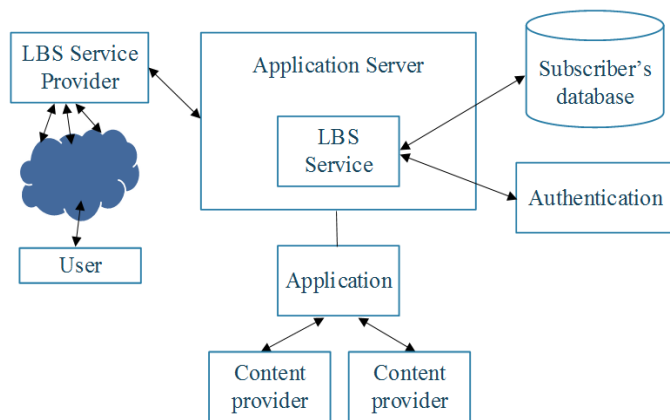 LBS Service
Provider
Application Server
Subscriber's
database
LBS
Service
Authentication
User
Application
Content
provider
Content
provider